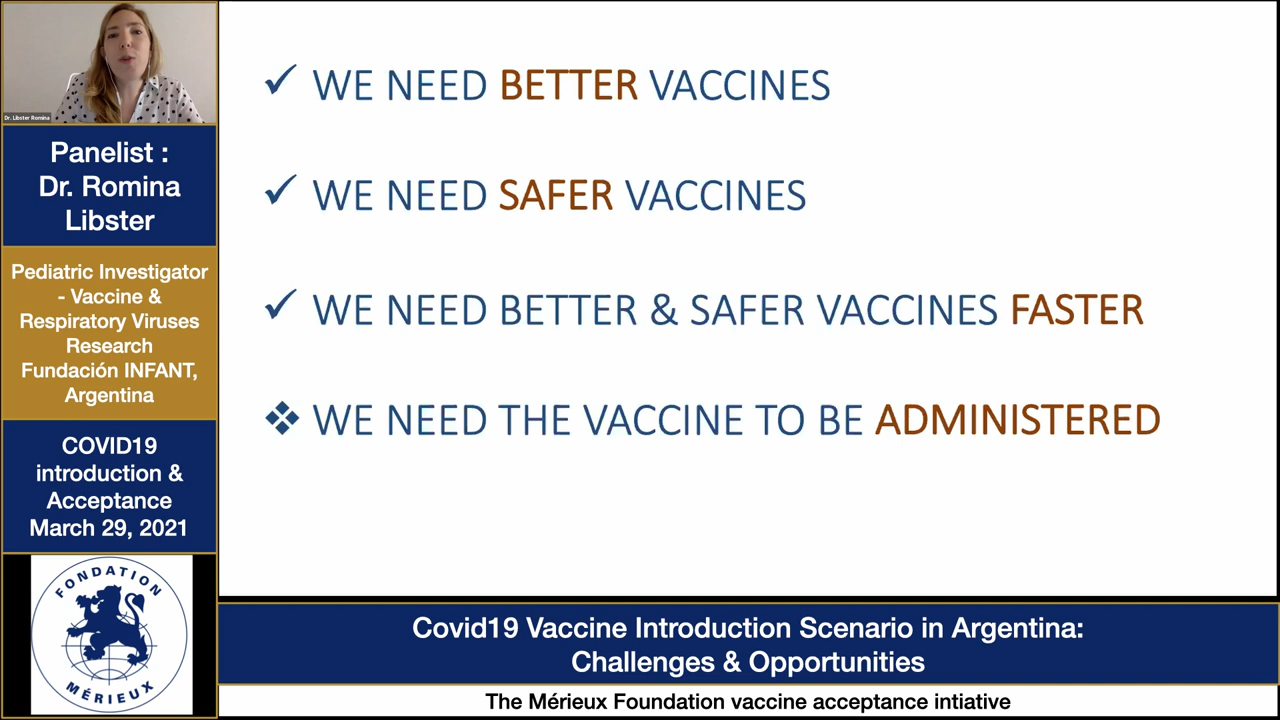 Dr. Libster Romina
Panelist :
Dr. Romina
Libster
Pediatric Investigator
- Vaccine &
Respiratory Viruses
Research
Fundación INFANT,
Argentina
COVID19
introduction &
Acceptance
March 29, 2021
FONDATION
MÉRIEUX
WE NEED BETTER VACCINES
WE NEED SAFER VACCINES
WE NEED BETTER & SAFER VACCINES FASTER
WE NEED THE VACCINE TO BE ADMINISTERED
Covid19 Vaccine Introduction Scenario in Argentina:
Challenges & Opportunities
The Mérieux Foundation vaccine acceptance intiative